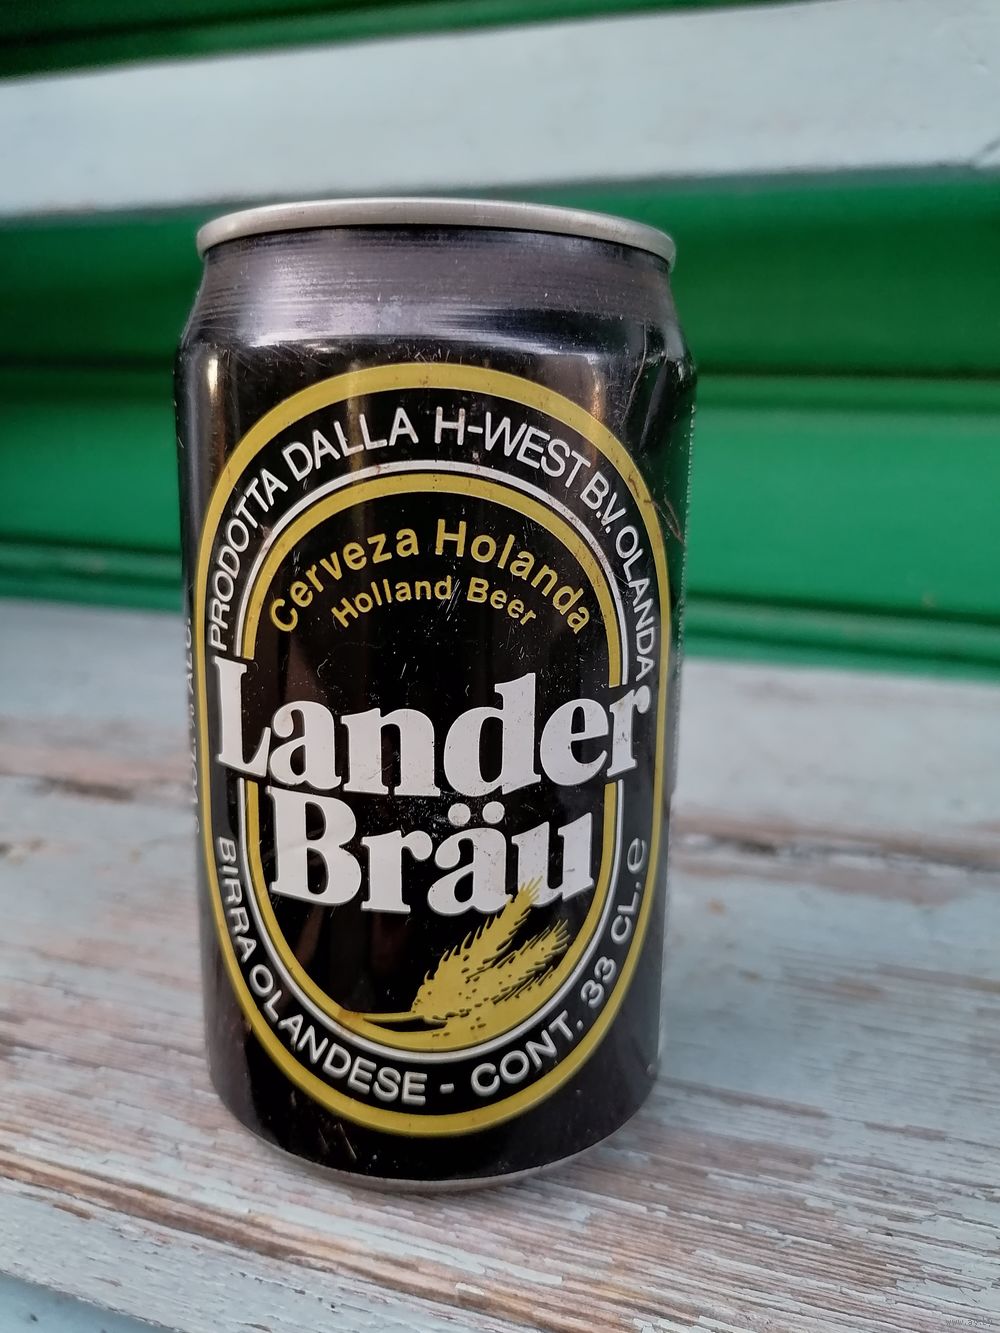 PRODOTTA DALLA H-WEST B.V. OLANDA
Cerveza Holanda
Holland Beer
Lander
Bräu
BIRRA OLANDESE - CONT. 33 CL. e